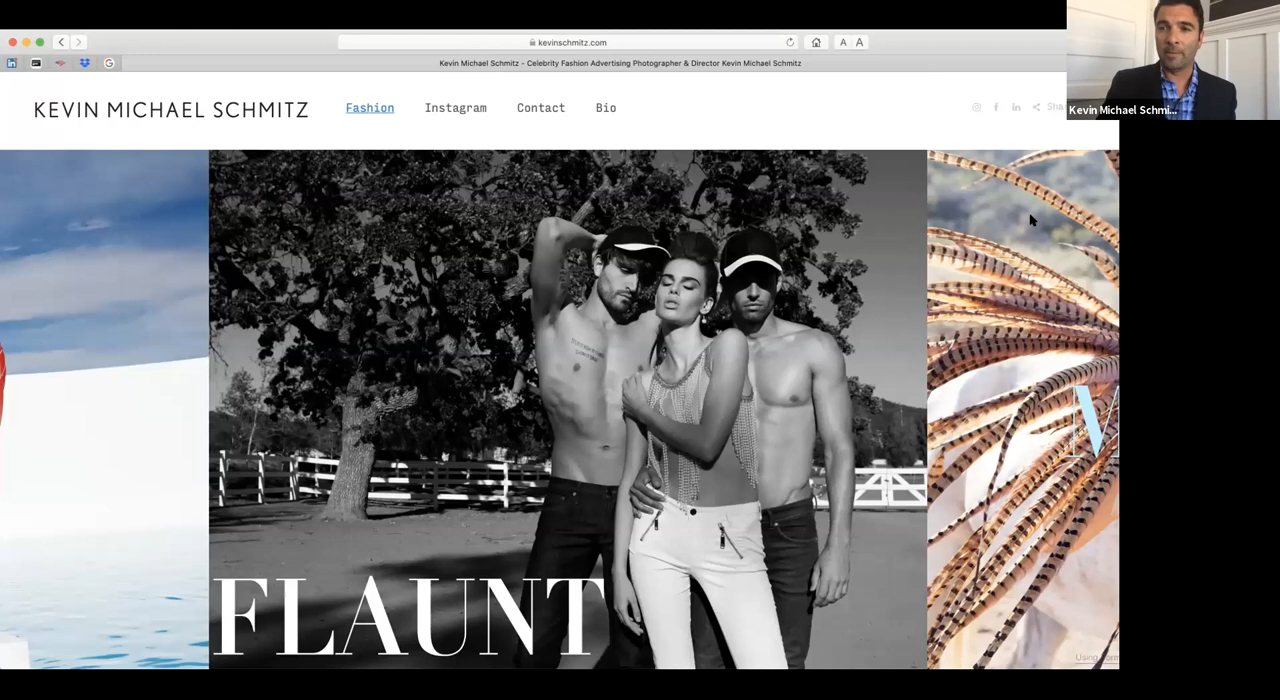 kevinschmitz.com
A A
Kevin Michael Schmitz - Celebrity Fashion Advertising Photographer & Director Kevin Michael Schmitz
KEVIN MICHAEL SCHMITZ
Fashion
Instagram
Contact
Bio
Kevin Michael Schmi...
FLAUNT
Using